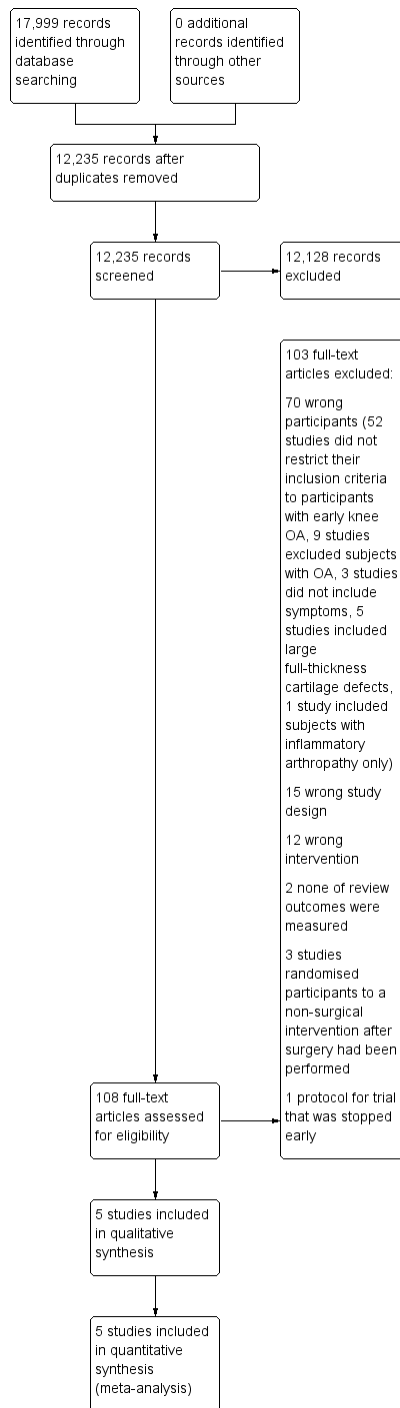 17,999 records
identified through
database
searching
0 additional
records identified
through other
sources
12,235 records after
duplicates removed
12,235 records
screened
12,128 records
excluded
103 full-text
articles excluded:
70 wrong
participants (52
studies did not
restrict their
inclusion criteria
to participants
with early knee
OA, 9 studies
excluded subjects
with OA, 3 studies
did not include
symptoms, 5
studies included
large
full-thickness
cartilage defects,
1 study included
subjects with
inflammatory
arthropathy only)
15 wrong study
design
12 wrong
intervention
2 none of review
outcomes were
measured
3 studies
randomised
participants to a
non-surgical
intervention after
surgery had been
performed
1 protocol for trial
that was stopped
early
108 full-text
articles assessed
for eligibility
5 studies included
in qualitative
synthesis
5 studies included
in quantitative
synthesis
(meta-analysis)